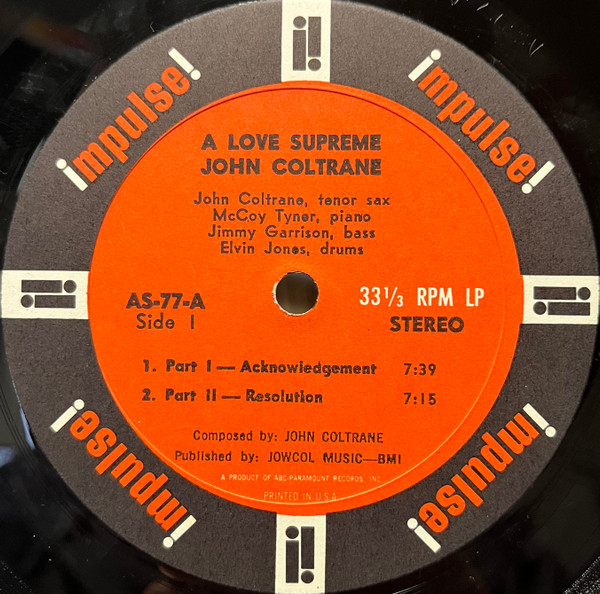 impulse!
impulse!
A LOVE SUPREME
JOHN COLTRANE
John Coltrane, tenor sax
McCoy Tyner, piano
Jimmy Garrison, bass
Elvin Jones, drums
AS-77-A
Side 1
33 1/3 RPM LP
STEREO
1. Part I — Acknowledgement 7:39
2. Part II — Resolution 7:15
Composed by: JOHN COLTRANE
Published by: JOWCOL MUSIC—BMI
A PRODUCT OF ABC-PARAMOUNT RECORDS, INC.
PRINTED IN U.S.A.
impulse!
impulse!